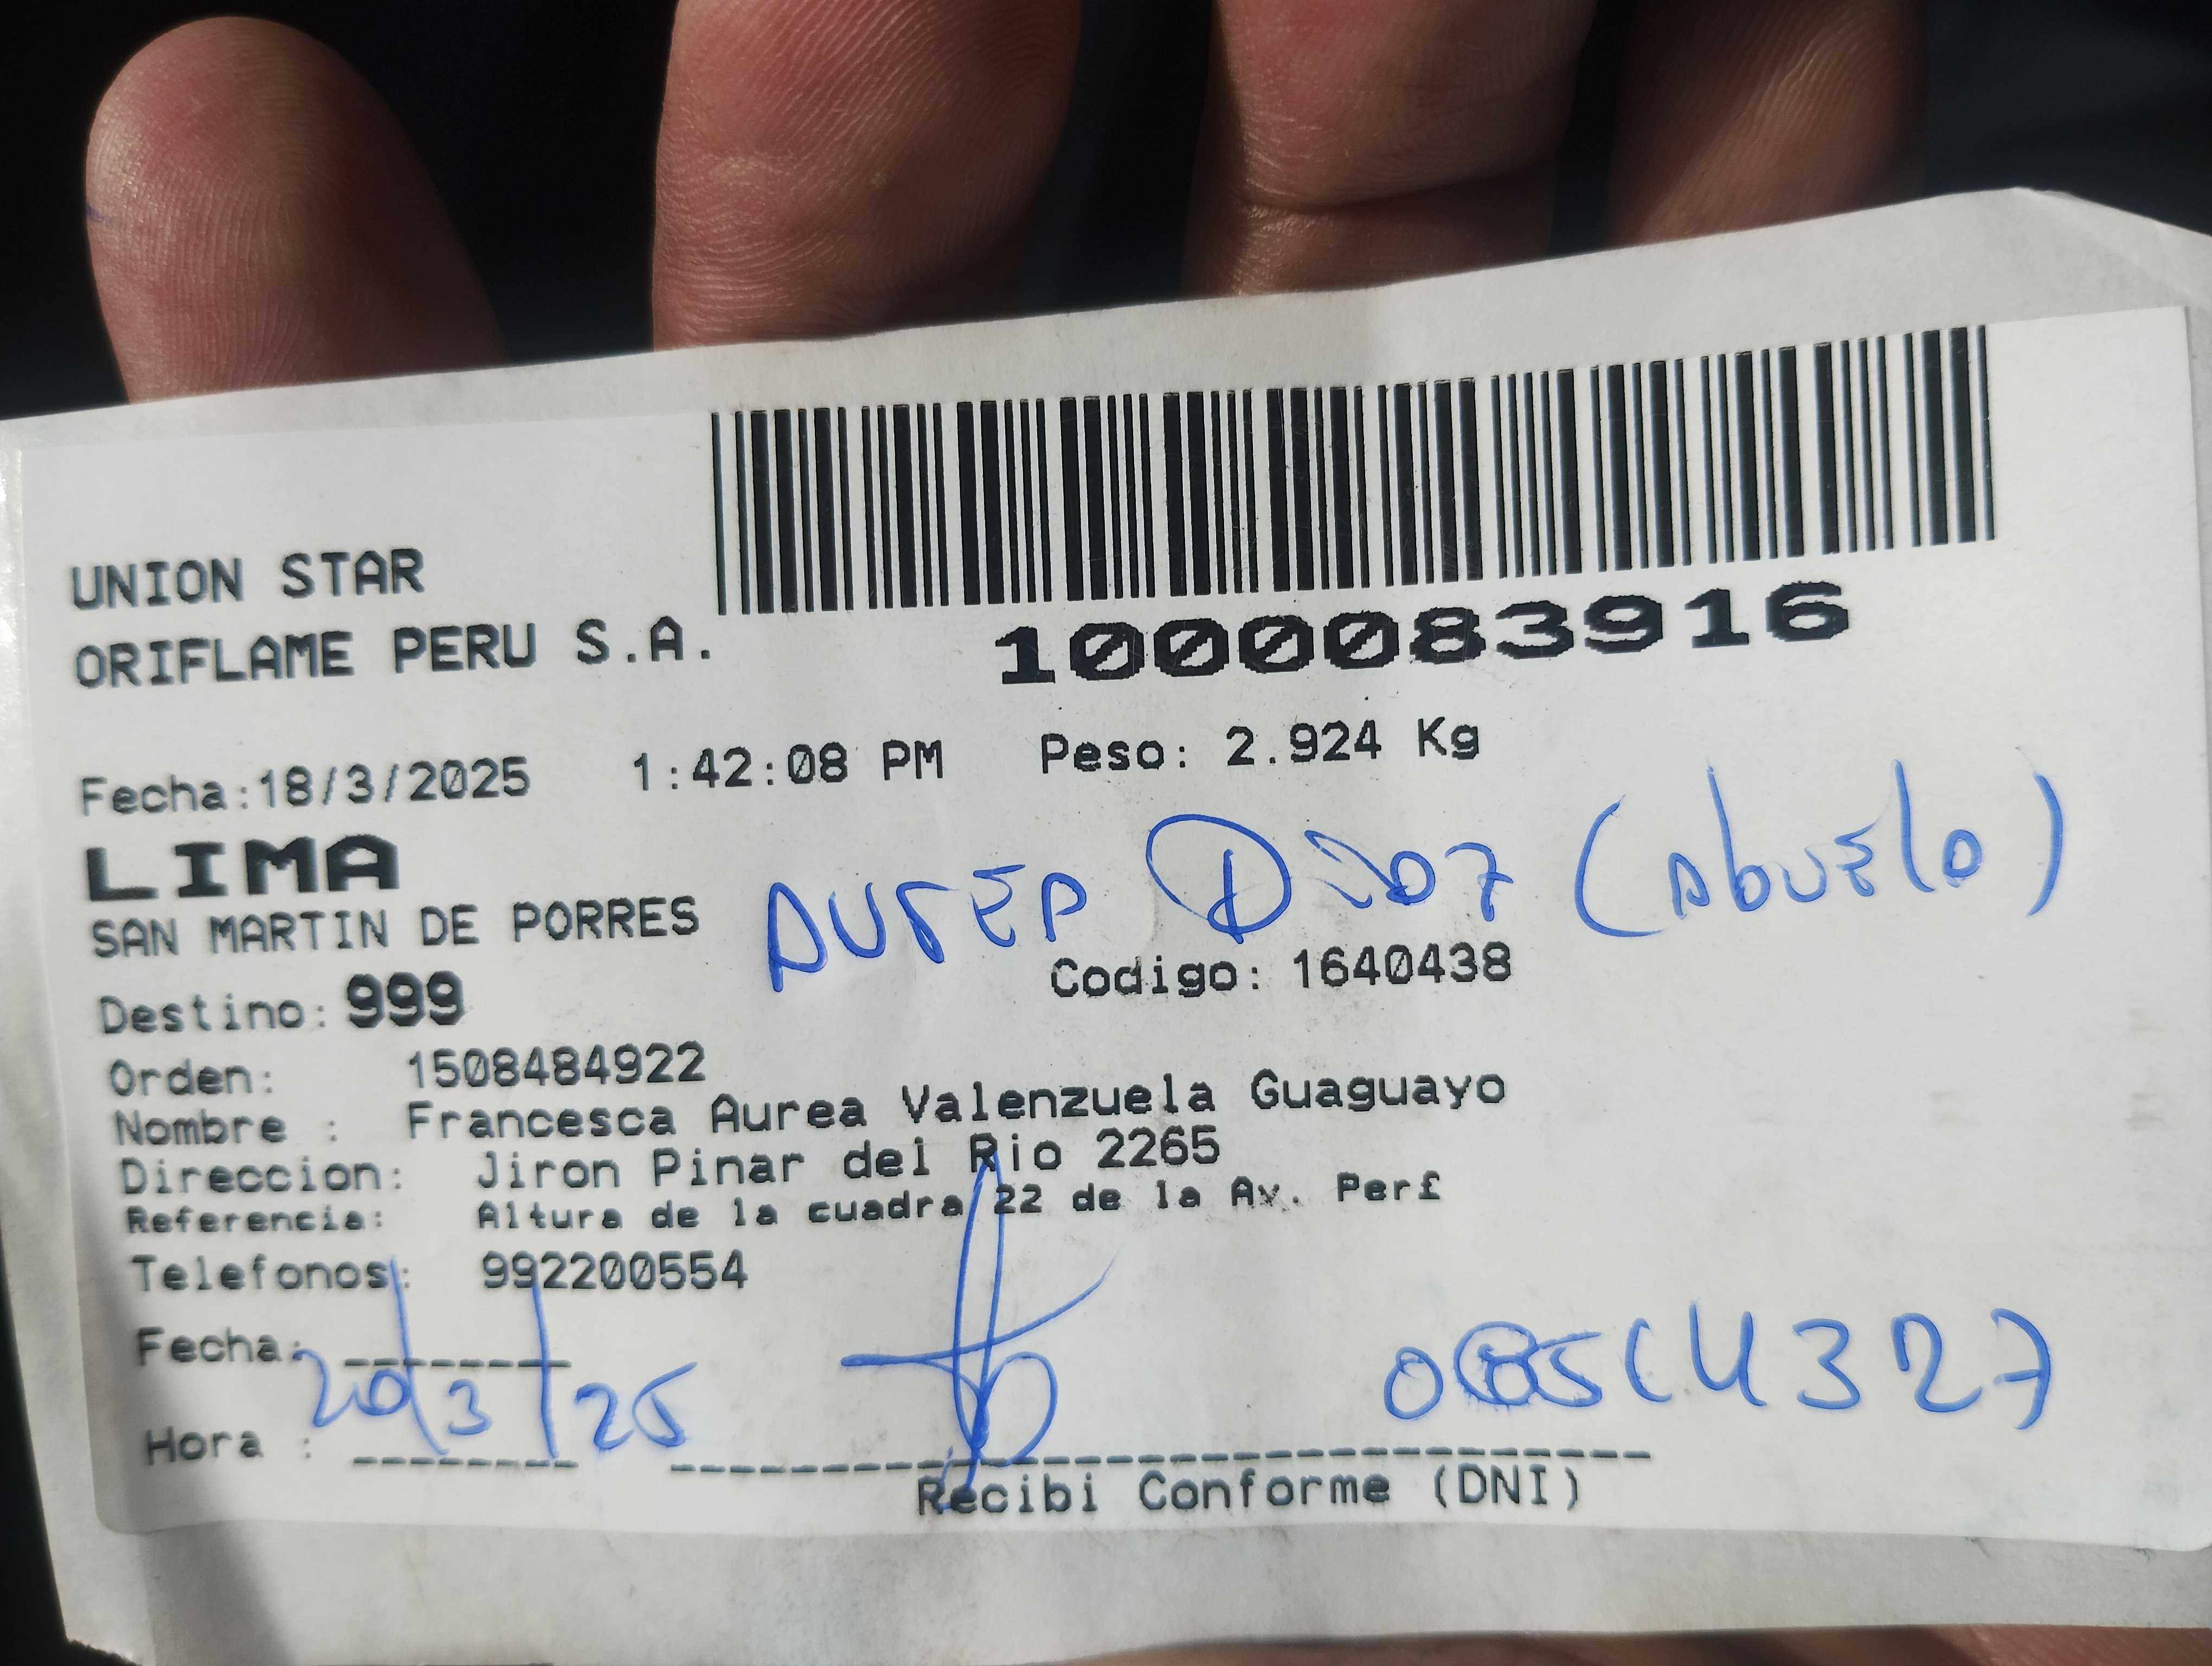 UNION STAR
ORIFLAME PERU S.A.
1000083916
Fecha:18/3/2025 1:42:08 PM Peso: 2.924 Kg
LIMA
SAN MARTIN DE PORRES
(Abuelo)
Destino: 999 Codigo: 1640438
Orden: 1508484922
Nombre : Francesca Aurea Valenzuela Guaguayo
Direccion: Jiron Pinar del Rio 2265
Referencia: Altura de la cuadra 22 de la Av. Per£
Telefonos: 992200554
Fecha: 20/3/25
Hora :
Recibi Conforme (DNI)